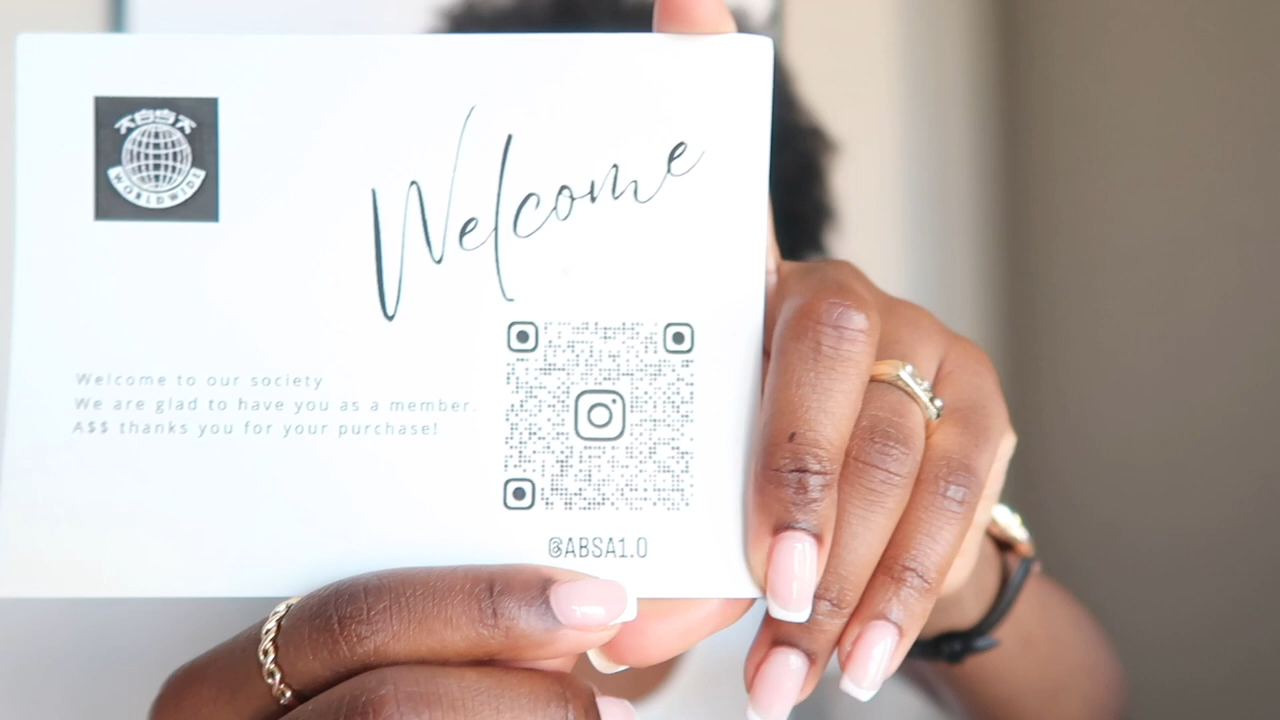 WORLDWIDE
Welcome
Welcome to our society
We are glad to have you as a member.
A$$ thanks you for your purchase!
@ABSA1.0